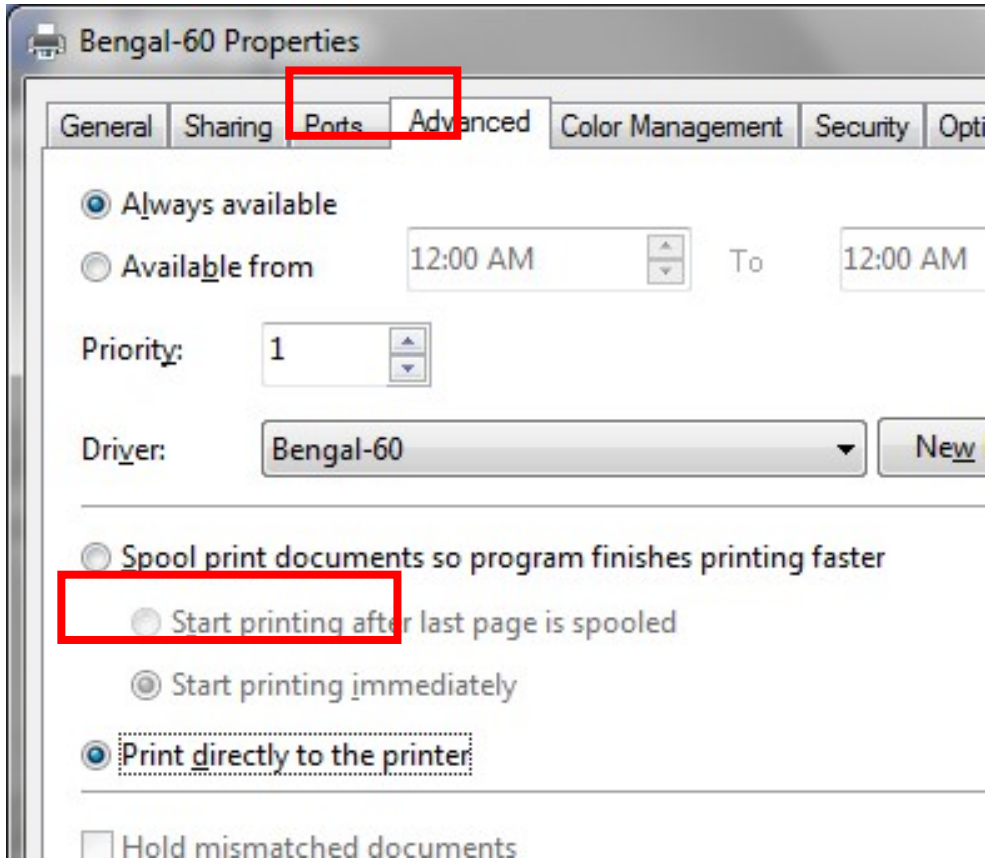 Bengal-60 Properties
General Sharing Ports Advanced Color Management Security Opti
Always available
Available from 12:00 AM To 12:00 AM
Priority: 1
Driver: Bengal-60 New
Spool print documents so program finishes printing faster
Start printing after last page is spooled
Start printing immediately
Print directly to the printer
Hold mismatched documents